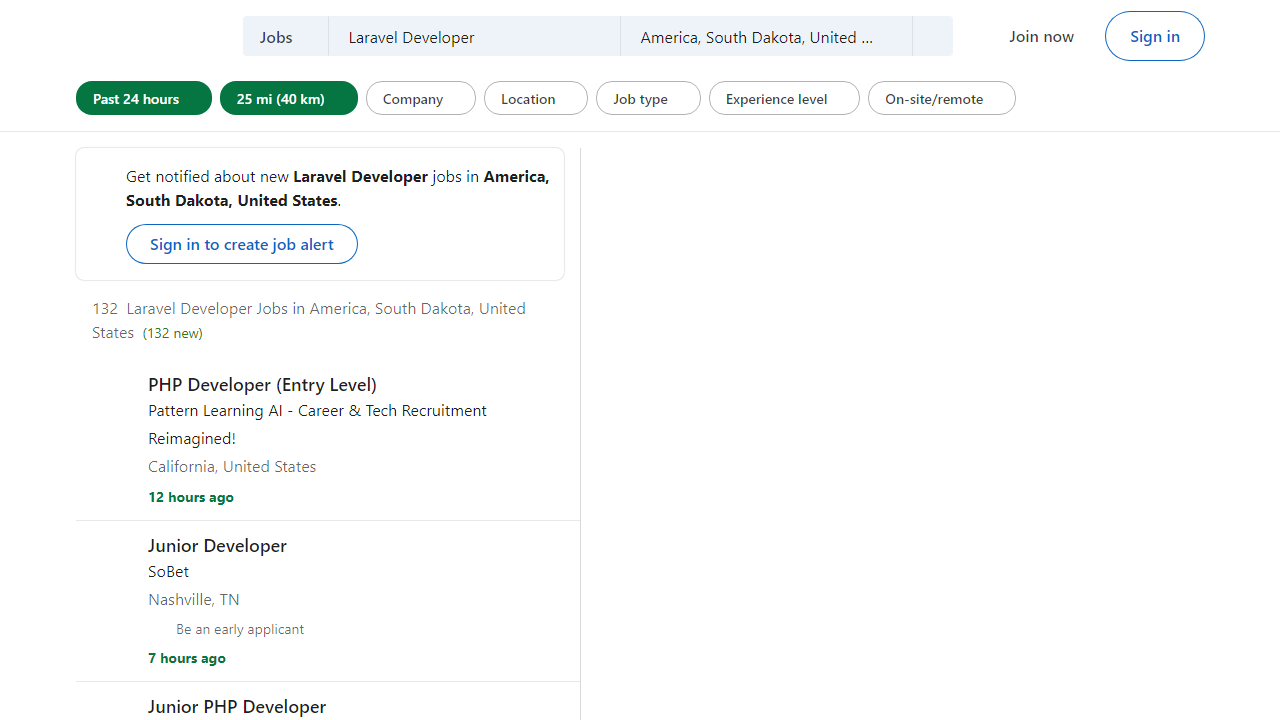 Jobs Laravel Developer America, South Dakota, United ... Join now Sign in
Past 24 hours 25 mi (40 km) Company Location Job type Experience level On-site/remote
Get notified about new Laravel Developer jobs in America,
South Dakota, United States.
Sign in to create job alert
132 Laravel Developer Jobs in America, South Dakota, United
States (132 new)
PHP Developer (Entry Level)
Pattern Learning AI - Career & Tech Recruitment
Reimagined!
California, United States
12 hours ago
Junior Developer
SoBet
Nashville, TN
Be an early applicant
7 hours ago
Junior PHP Developer